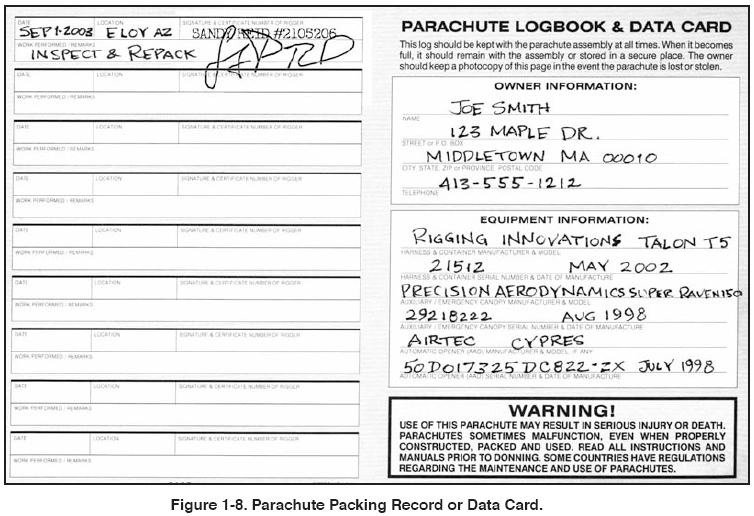 DATE LOCATION SIGNATURE & CERTIFICATE NUMBER OF RIGGER
SEPT 1·2003 ELOY AZ SANDY REID #2105206
WORK PERFORMED / REMARKS
INSPECT & REPACK
DATE LOCATION SIGNATURE & CERTIFICATE NUMBER OF RIGGER
WORK PERFORMED / REMARKS
DATE LOCATION SIGNATURE & CERTIFICATE NUMBER OF RIGGER
WORK PERFORMED / REMARKS
DATE LOCATION SIGNATURE & CERTIFICATE NUMBER OF RIGGER
WORK PERFORMED / REMARKS
DATE LOCATION SIGNATURE & CERTIFICATE NUMBER OF RIGGER
WORK PERFORMED / REMARKS
DATE LOCATION SIGNATURE & CERTIFICATE NUMBER OF RIGGER
WORK PERFORMED / REMARKS
DATE LOCATION SIGNATURE & CERTIFICATE NUMBER OF RIGGER
WORK PERFORMED / REMARKS
DATE LOCATION SIGNATURE & CERTIFICATE NUMBER OF RIGGER
WORK PERFORMED / REMARKS
DATE LOCATION SIGNATURE & CERTIFICATE NUMBER OF RIGGER
WORK PERFORMED / REMARKS
PARACHUTE LOGBOOK & DATA CARD
This log should be kept with the parachute assembly at all times. When it becomes
full, it should remain with the assembly or stored in a secure place. The owner
should keep a photocopy of this page in the event the parachute is lost or stolen.
OWNER INFORMATION:
JOE SMITH
NAME
123 MAPLE DR.
STREET or P.O. BOX
MIDDLETOWN MA 00010
CITY STATE, ZIP or PROVINCE, POSTAL CODE
413-555-1212
TELEPHONE
EQUIPMENT INFORMATION:
RIGGING INNOVATIONS TALON T5
HARNESS & CONTAINER MANUFACTURER & MODEL
21512 MAY 2002
HARNESS & CONTAINER SERIAL NUMBER & DATE OF MANUFACTURE
PRECISION AERODYNAMICS SUPER RAVEN 150
AUXILIARY / EMERGENCY CANOPY MANUFACTURER & MODEL
29218222 AUG 1998
AUXILIARY / EMERGENCY CANOPY SERIAL NUMBER & DATE OF MANUFACTURE
AIRTEC CYPRES
AUTOMATIC OPENER (AAD) MANUFACTURER & MODEL, IF ANY
50D017325 DC822-ZX JULY 1998
AUTOMATIC OPENER (AAD) SERIAL NUMBER & DATE OF MANUFACTURE
WARNING!
USE OF THIS PARACHUTE MAY RESULT IN SERIOUS INJURY OR DEATH.
PARACHUTES SOMETIMES MALFUNCTION, EVEN WHEN PROPERLY
CONSTRUCTED, PACKED AND USED. READ ALL INSTRUCTIONS AND
MANUALS PRIOR TO DONNING. SOME COUNTRIES HAVE REGULATIONS
REGARDING THE MAINTENANCE AND USE OF PARACHUTES.
Figure 1-8. Parachute Packing Record or Data Card.